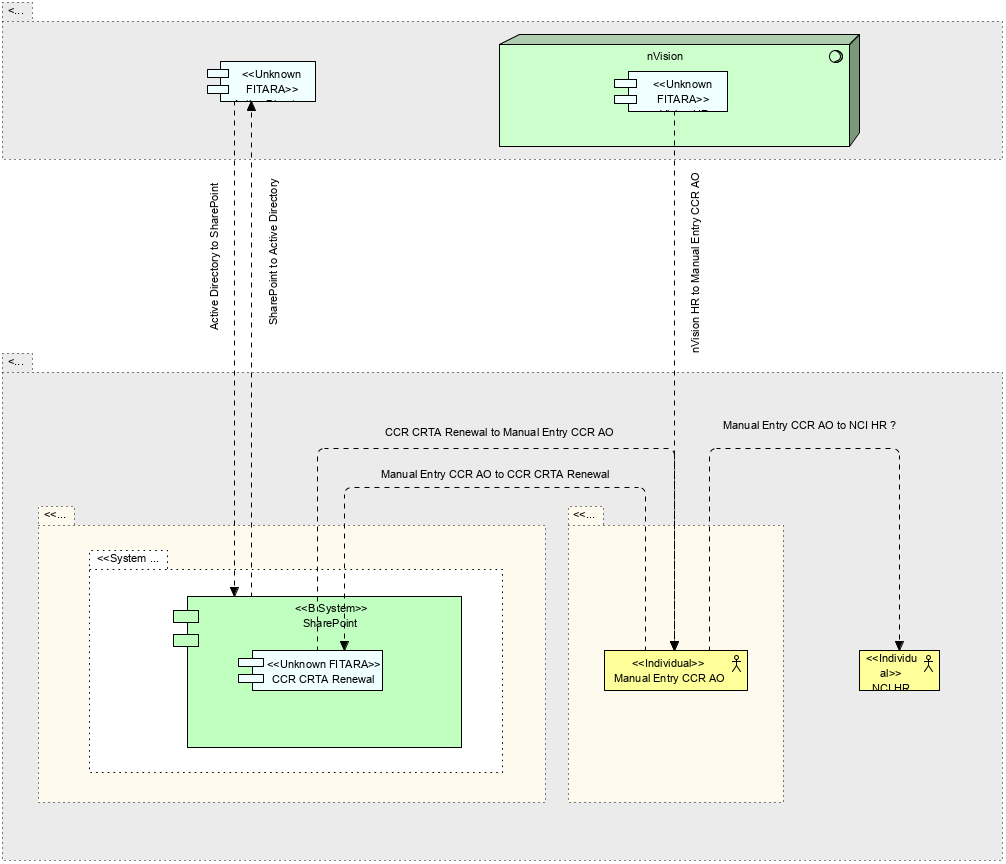 <...
nVision
<<Unknown
FITARA>>
<<Unknown
FITARA>>
Active Directory to SharePoint
SharePoint to Active Directory
nVision HR to Manual Entry CCR AO
<...
CCR CRTA Renewal to Manual Entry CCR AO
Manual Entry CCR AO to NCI HR ?
Manual Entry CCR AO to CCR CRTA Renewal
<<...
<<...
<<System ...
<<B System>>
SharePoint
<<Unknown FITARA>>
CCR CRTA Renewal
<<Individual>>
Manual Entry CCR AO
<<Individu
al>>
NCI HR